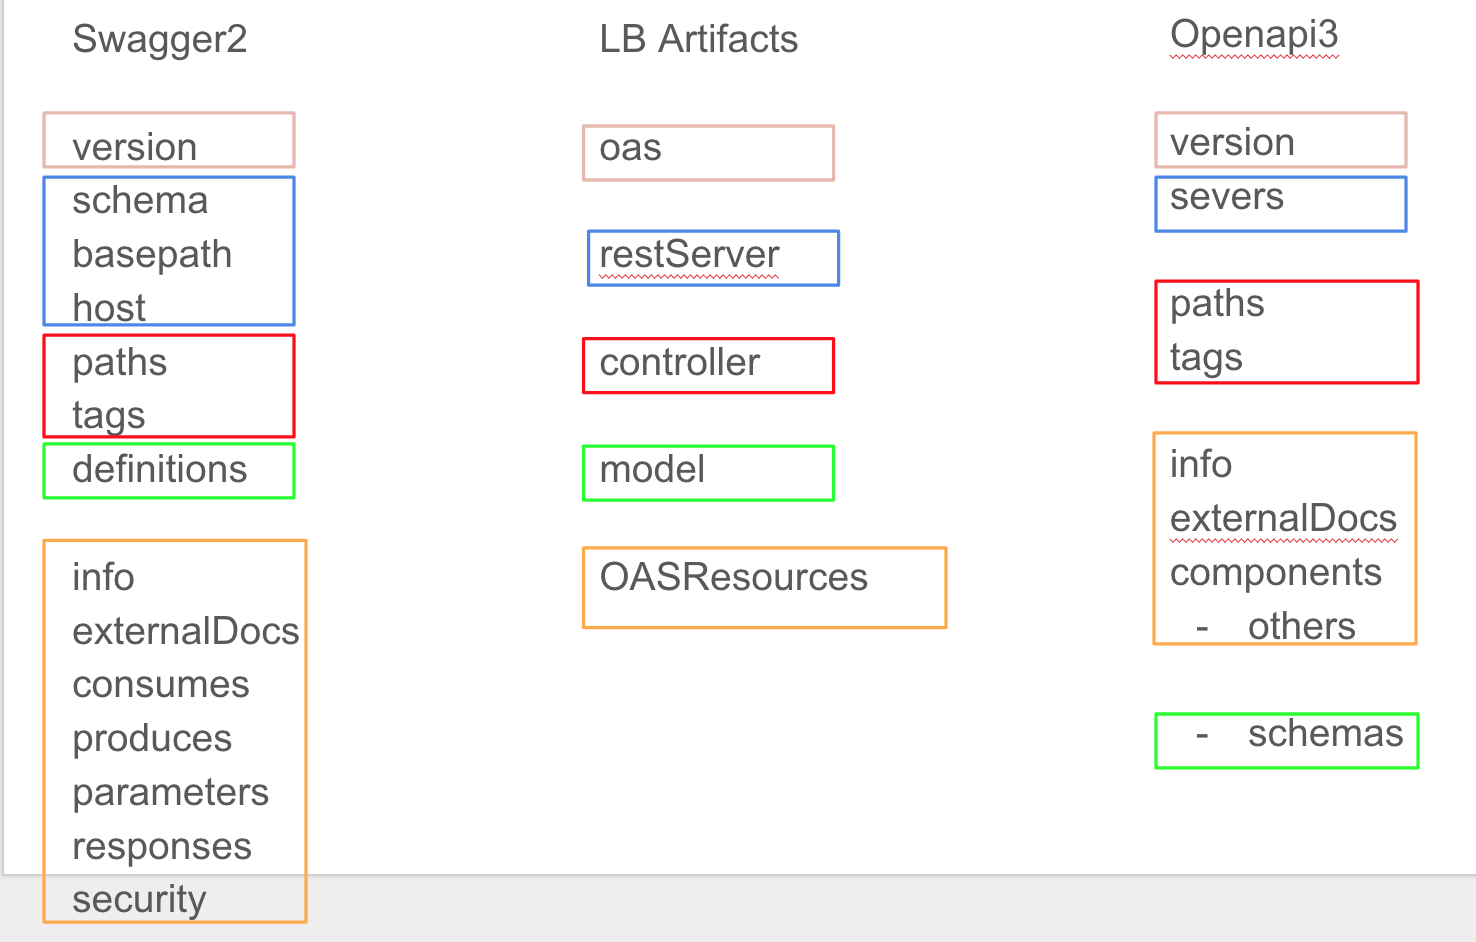 Swagger2
version
schema
basepath
host
paths
tags
definitions
info
externalDocs
consumes
produces
parameters
responses
security
LB Artifacts
oas
restServer
controller
model
OASResources
Openapi3
version
severs
paths
tags
info
externalDocs
components
- others
- schemas